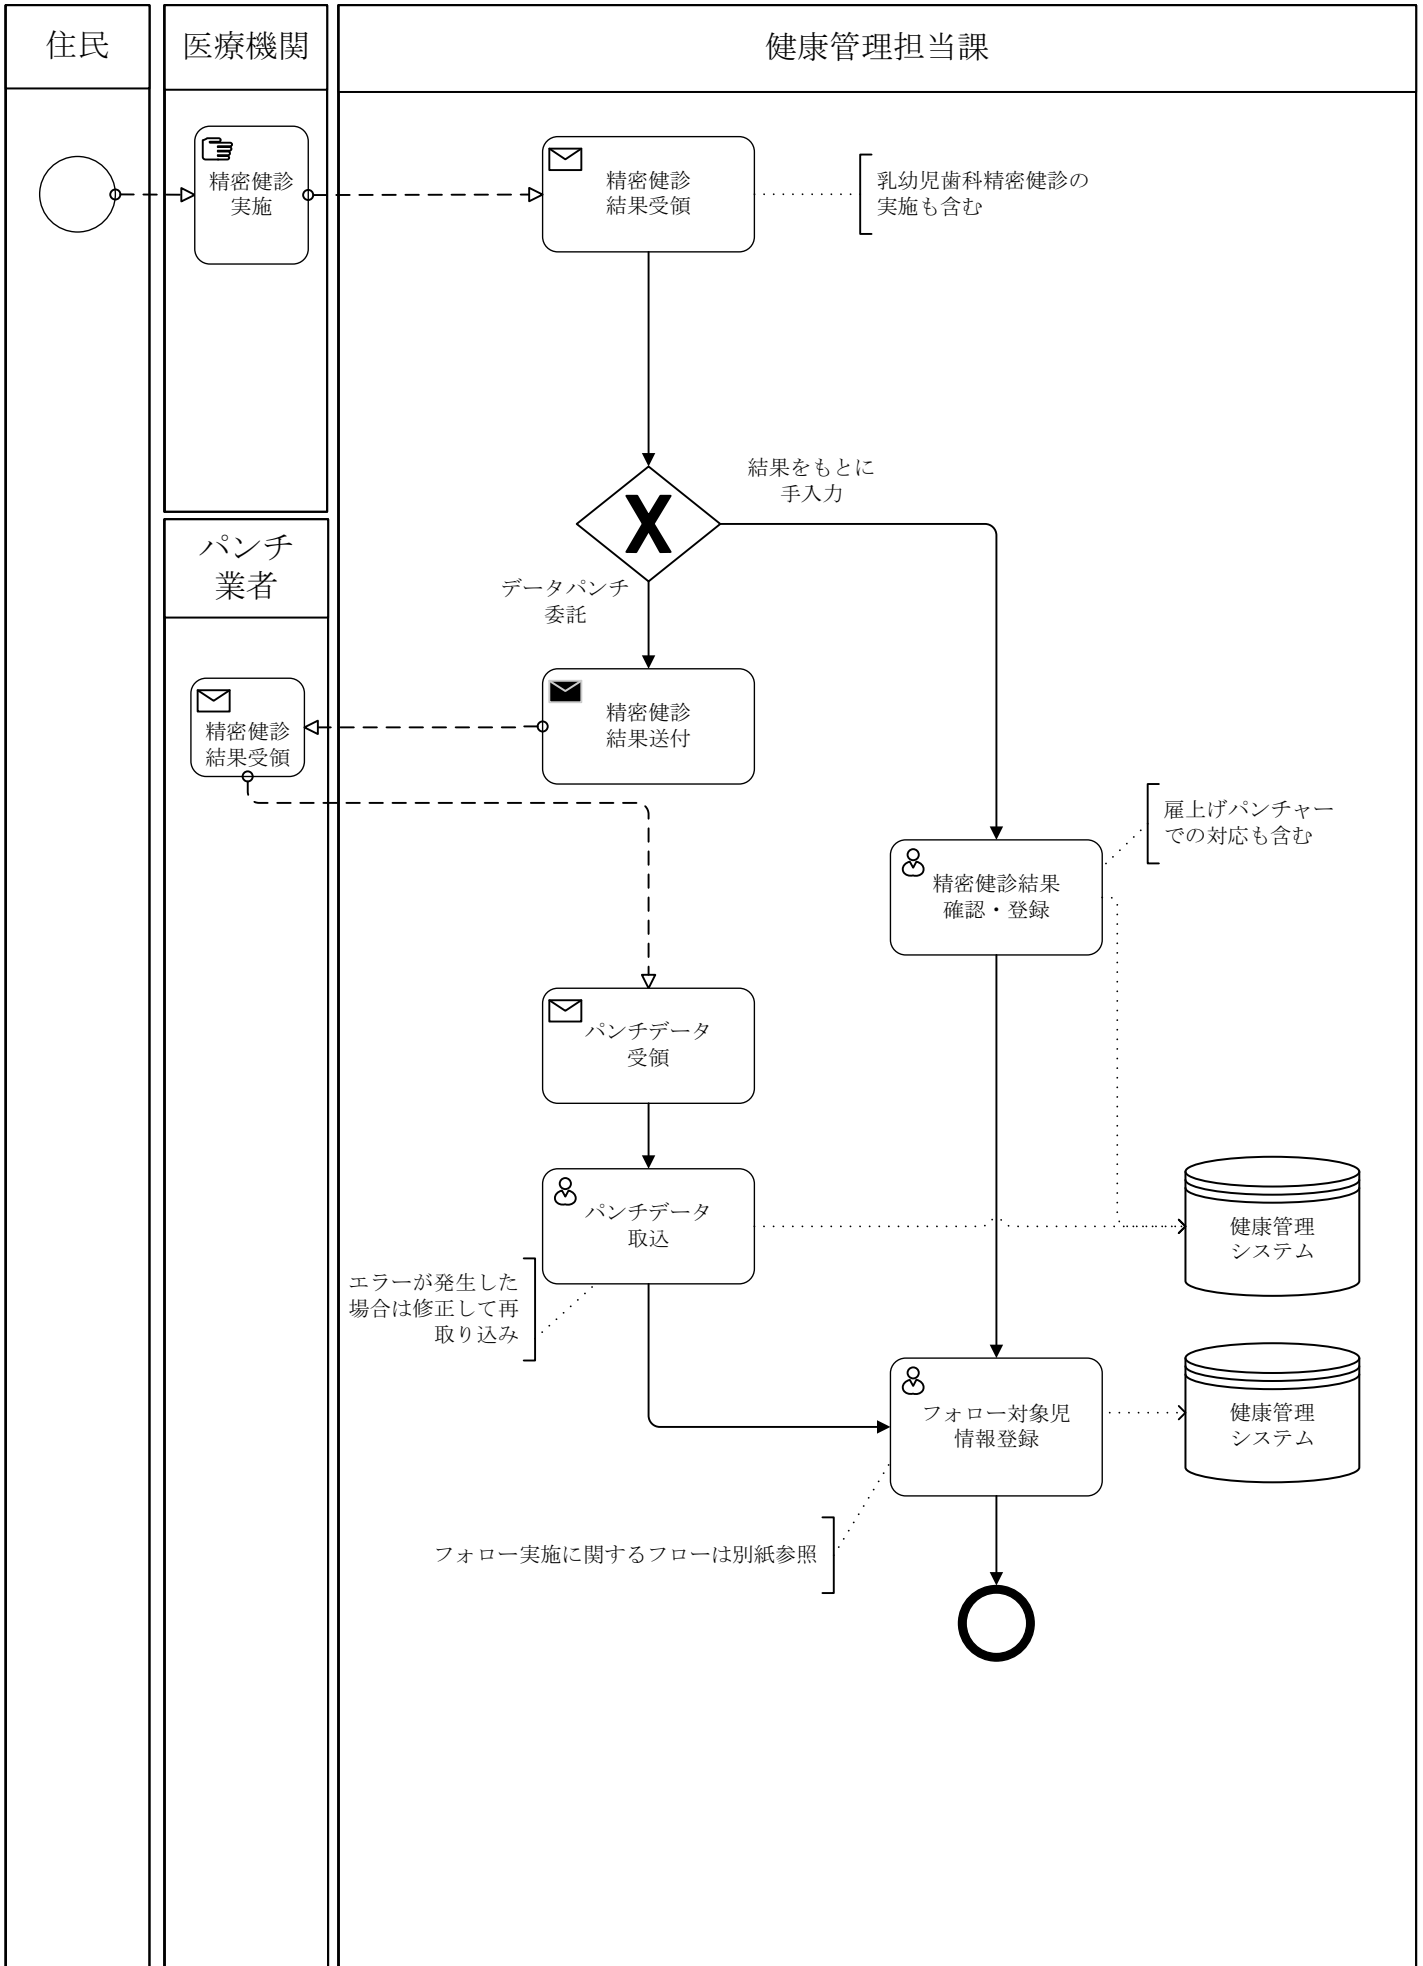 住民
医療機関
健康管理担当課
精密健診
実施
精密健診
結果受領
乳幼児歯科精密健診の
実施も含む
結果をもとに
手入力
X
パンチ
業者
データパンチ
委託
精密健診
結果受領
精密健診
結果送付
雇上げパンチャー
での対応も含む
精密健診結果
確認・登録
パンチデータ
受領
パンチデータ
取込
健康管理
システム
エラーが発生した
場合は修正して再
取り込み
フォロー対象児
情報登録
健康管理
システム
フォロー実施に関するフローは別紙参照